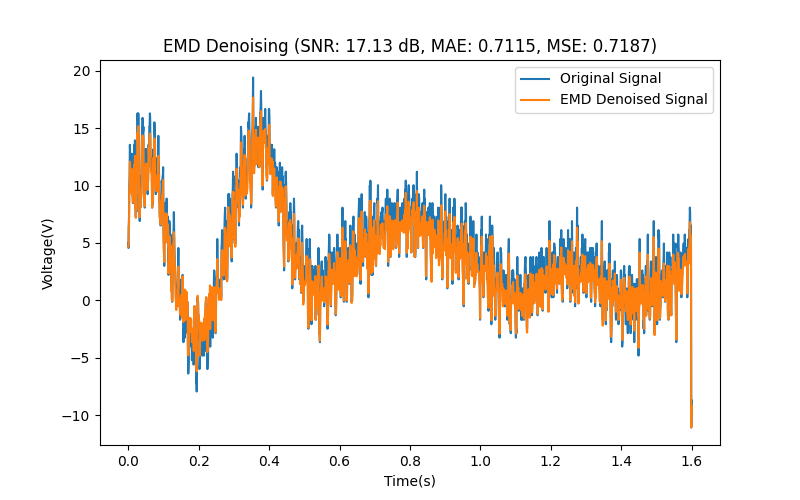 EMD Denoising (SNR: 17.13 dB, MAE: 0.7115, MSE: 0.7187)
Original Signal
EMD Denoised Signal
20
15
10
5
0
−5
−10
Voltage(V)
0.0 0.2 0.4 0.6 0.8 1.0 1.2 1.4 1.6
Time(s)